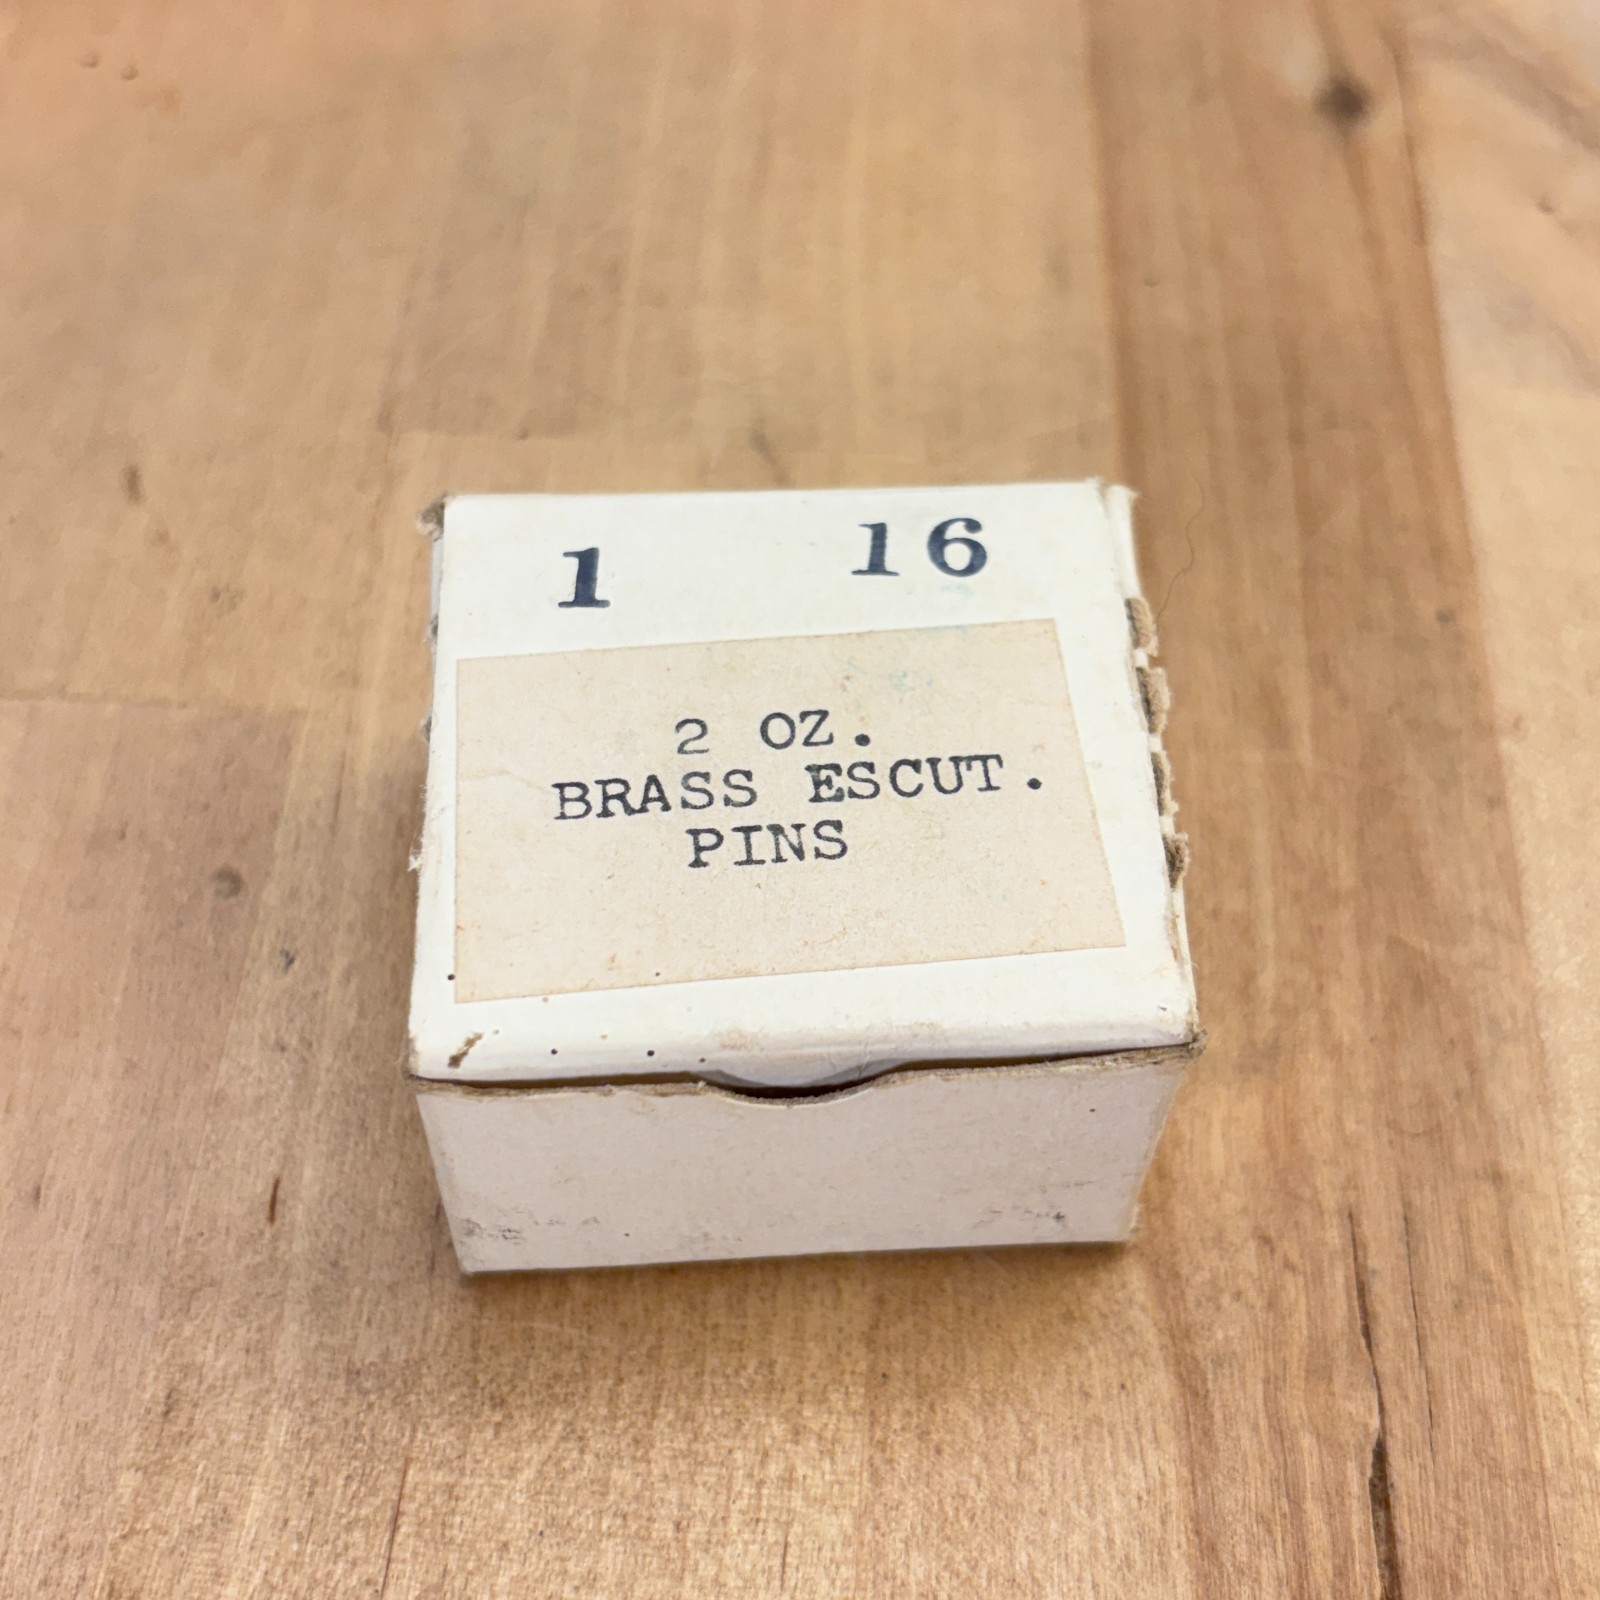 1 16
2 OZ.
BRASS ESCUT.
PINS